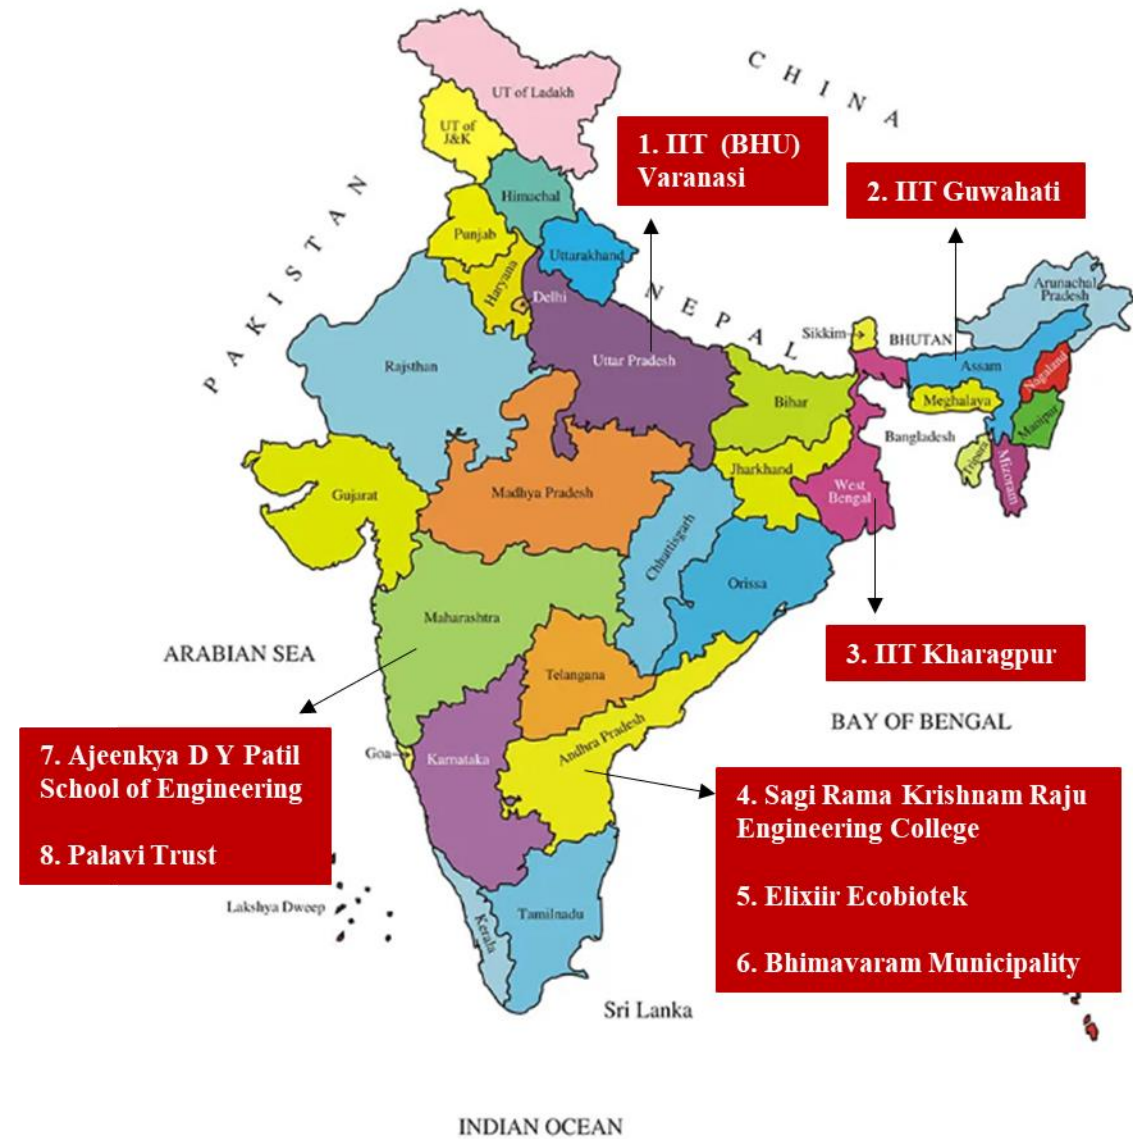 CHINA
UT of Ladakh
UT of
J&K
1. IIT (BHU)
Varanasi
2. IIT Guwahati
Himachal
PAKISTAN
Punjab
Uttarakhand
Haryana
Delhi
NEPAL
Arunachal
Pradesh
Sikkim
BHUTAN
Rajsthan
Uttar Pradesh
Assam
Nagaland
Bihar
Meghalaya
Manipur
Bangladesh
Tripura
Mizoram
Jharkhand
West
Bengal
Gujarat
Madhya Pradesh
Chhattisgarh
Orissa
Maharashtra
3. IIT Kharagpur
ARABIAN SEA
Telangana
BAY OF BENGAL
Andhra Pradesh
Goa
Karnataka
7. Ajeenkya D Y Patil
School of Engineering
8. Palavi Trust
4. Sagi Rama Krishnam Raju
Engineering College
5. Elixiir Ecobiotek
6. Bhimavaram Municipality
Lakshya Dweep
Kerala
Tamilnadu
Sri Lanka
INDIAN OCEAN